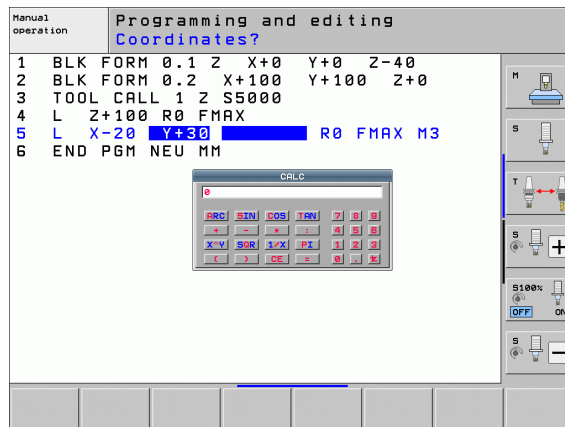 Manual
operation
Programming and editing
Coordinates?
1 BLK FORM 0.1 Z X+0 Y+0 Z-40
2 BLK FORM 0.2 X+100 Y+100 Z+0
3 TOOL CALL 1 Z S5000
4 L Z+100 R0 FMAX
5 L X-20 Y+30 R0 FMAX M3
6 END PGM NEU MM
CALC
0
ARC SIN COS TAN 7 8 9
+ - * : 4 5 6
X^Y SQR 1/X PI 1 2 3
( ) CE = 0 . ±
M
S
T
S
+
S100%
OFF ON
S
-